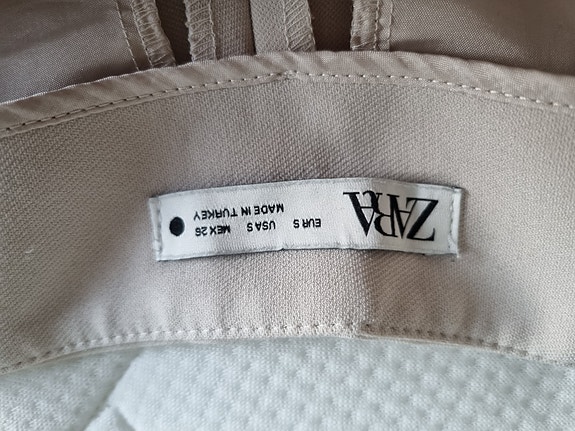 ZARA
EUR S USA S MEX 26
MADE IN TURKEY